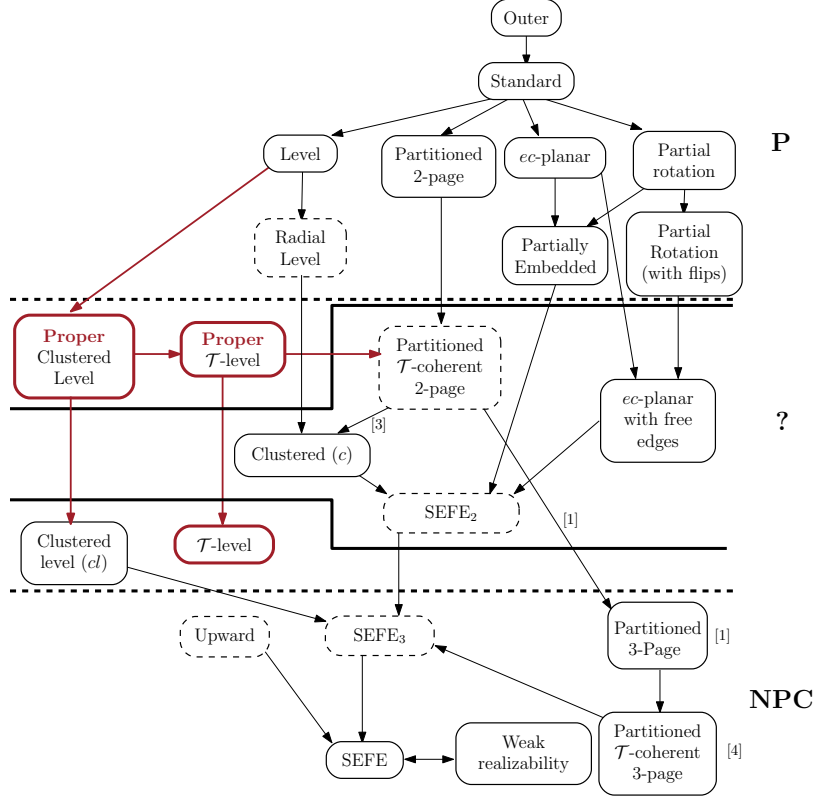 Outer
Standard
Level
Partitioned
2-page
ec-planar
Partial
rotation
P
Radial
Level
Partially
Embedded
Partial
Rotation
(with flips)
Proper
Clustered
Level
Proper
𝒯-level
Partitioned
𝒯-coherent
2-page
ec-planar
with free
edges
?
[3]
Clustered (c)
SEFE₂
[1]
Clustered
level (cl)
𝒯-level
Upward
SEFE₃
Partitioned
3-Page
[1]
NPC
SEFE
Weak
realizability
Partitioned
𝒯-coherent
3-page
[4]